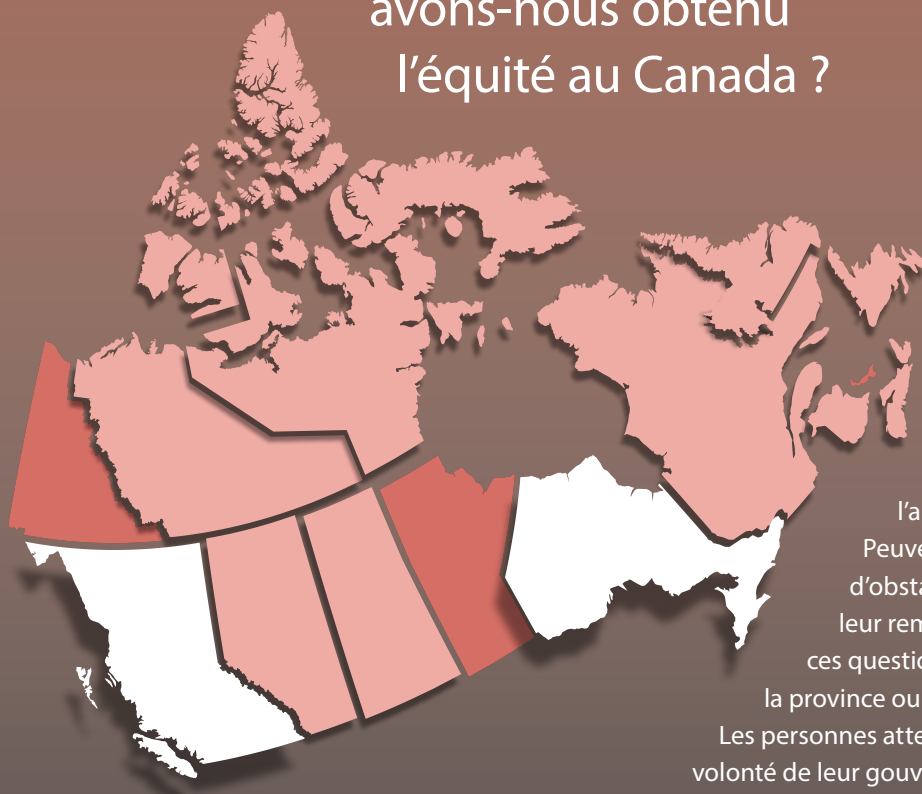 avons-nous obtenu
l'équité au Canada ?
l'a
Peuve
d'obsta
leur rem
ces questio
la province ou
Les personnes atte
volonté de leur gouv